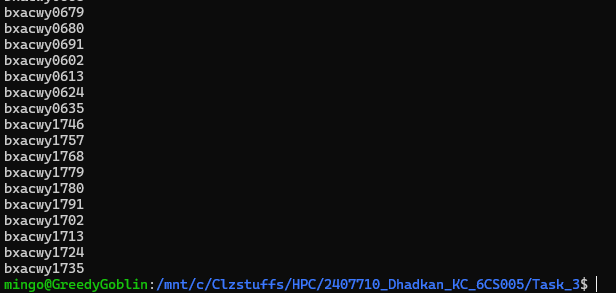 bxacwy0679
bxacwy0680
bxacwy0691
bxacwy0602
bxacwy0613
bxacwy0624
bxacwy0635
bxacwy1746
bxacwy1757
bxacwy1768
bxacwy1779
bxacwy1780
bxacwy1791
bxacwy1702
bxacwy1713
bxacwy1724
bxacwy1735
mingo@GreedyGoblin:/mnt/c/Clzstuffs/HPC/2407710_Dhadkan_KC_6CS005/Task_3$